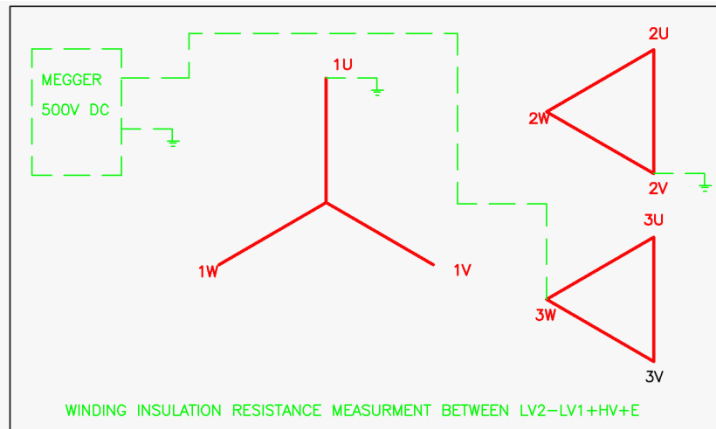 MEGGER
500V DC
1U
1W
1V
2U
2W
2V
3U
3W
3V
WINDING INSULATION RESISTANCE MEASURMENT BETWEEN LV2-LV1+HV+E